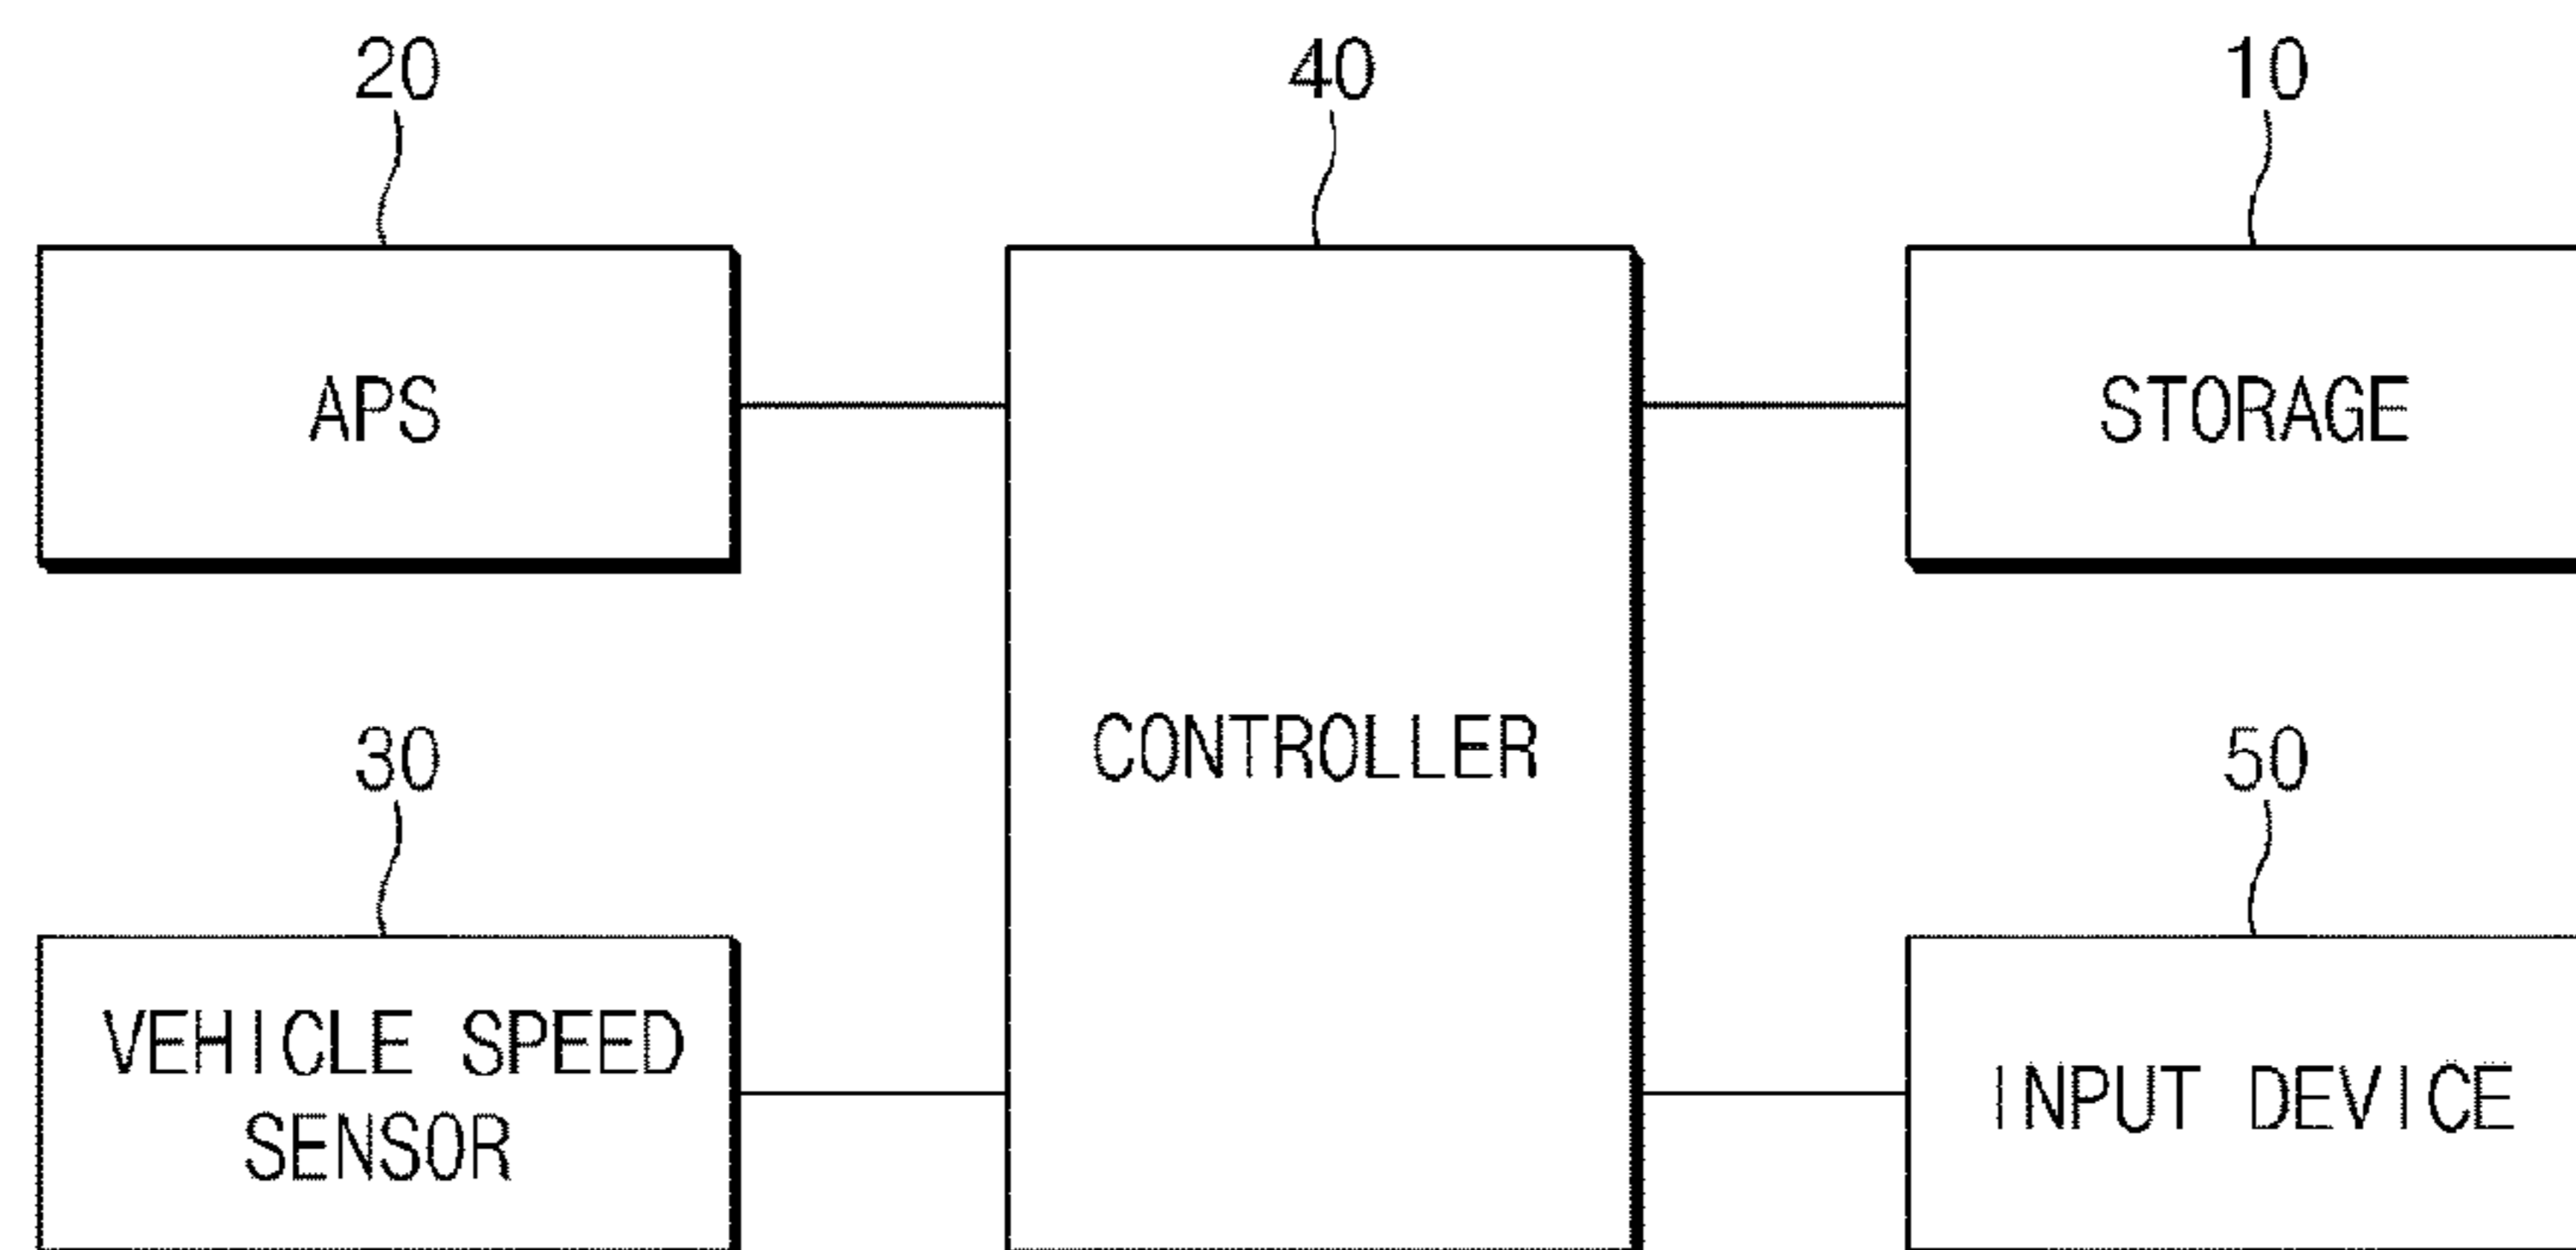 20
40
10
APS
STORAGE
CONTROLLER
30
50
VEHICLE SPEED
SENSOR
INPUT DEVICE